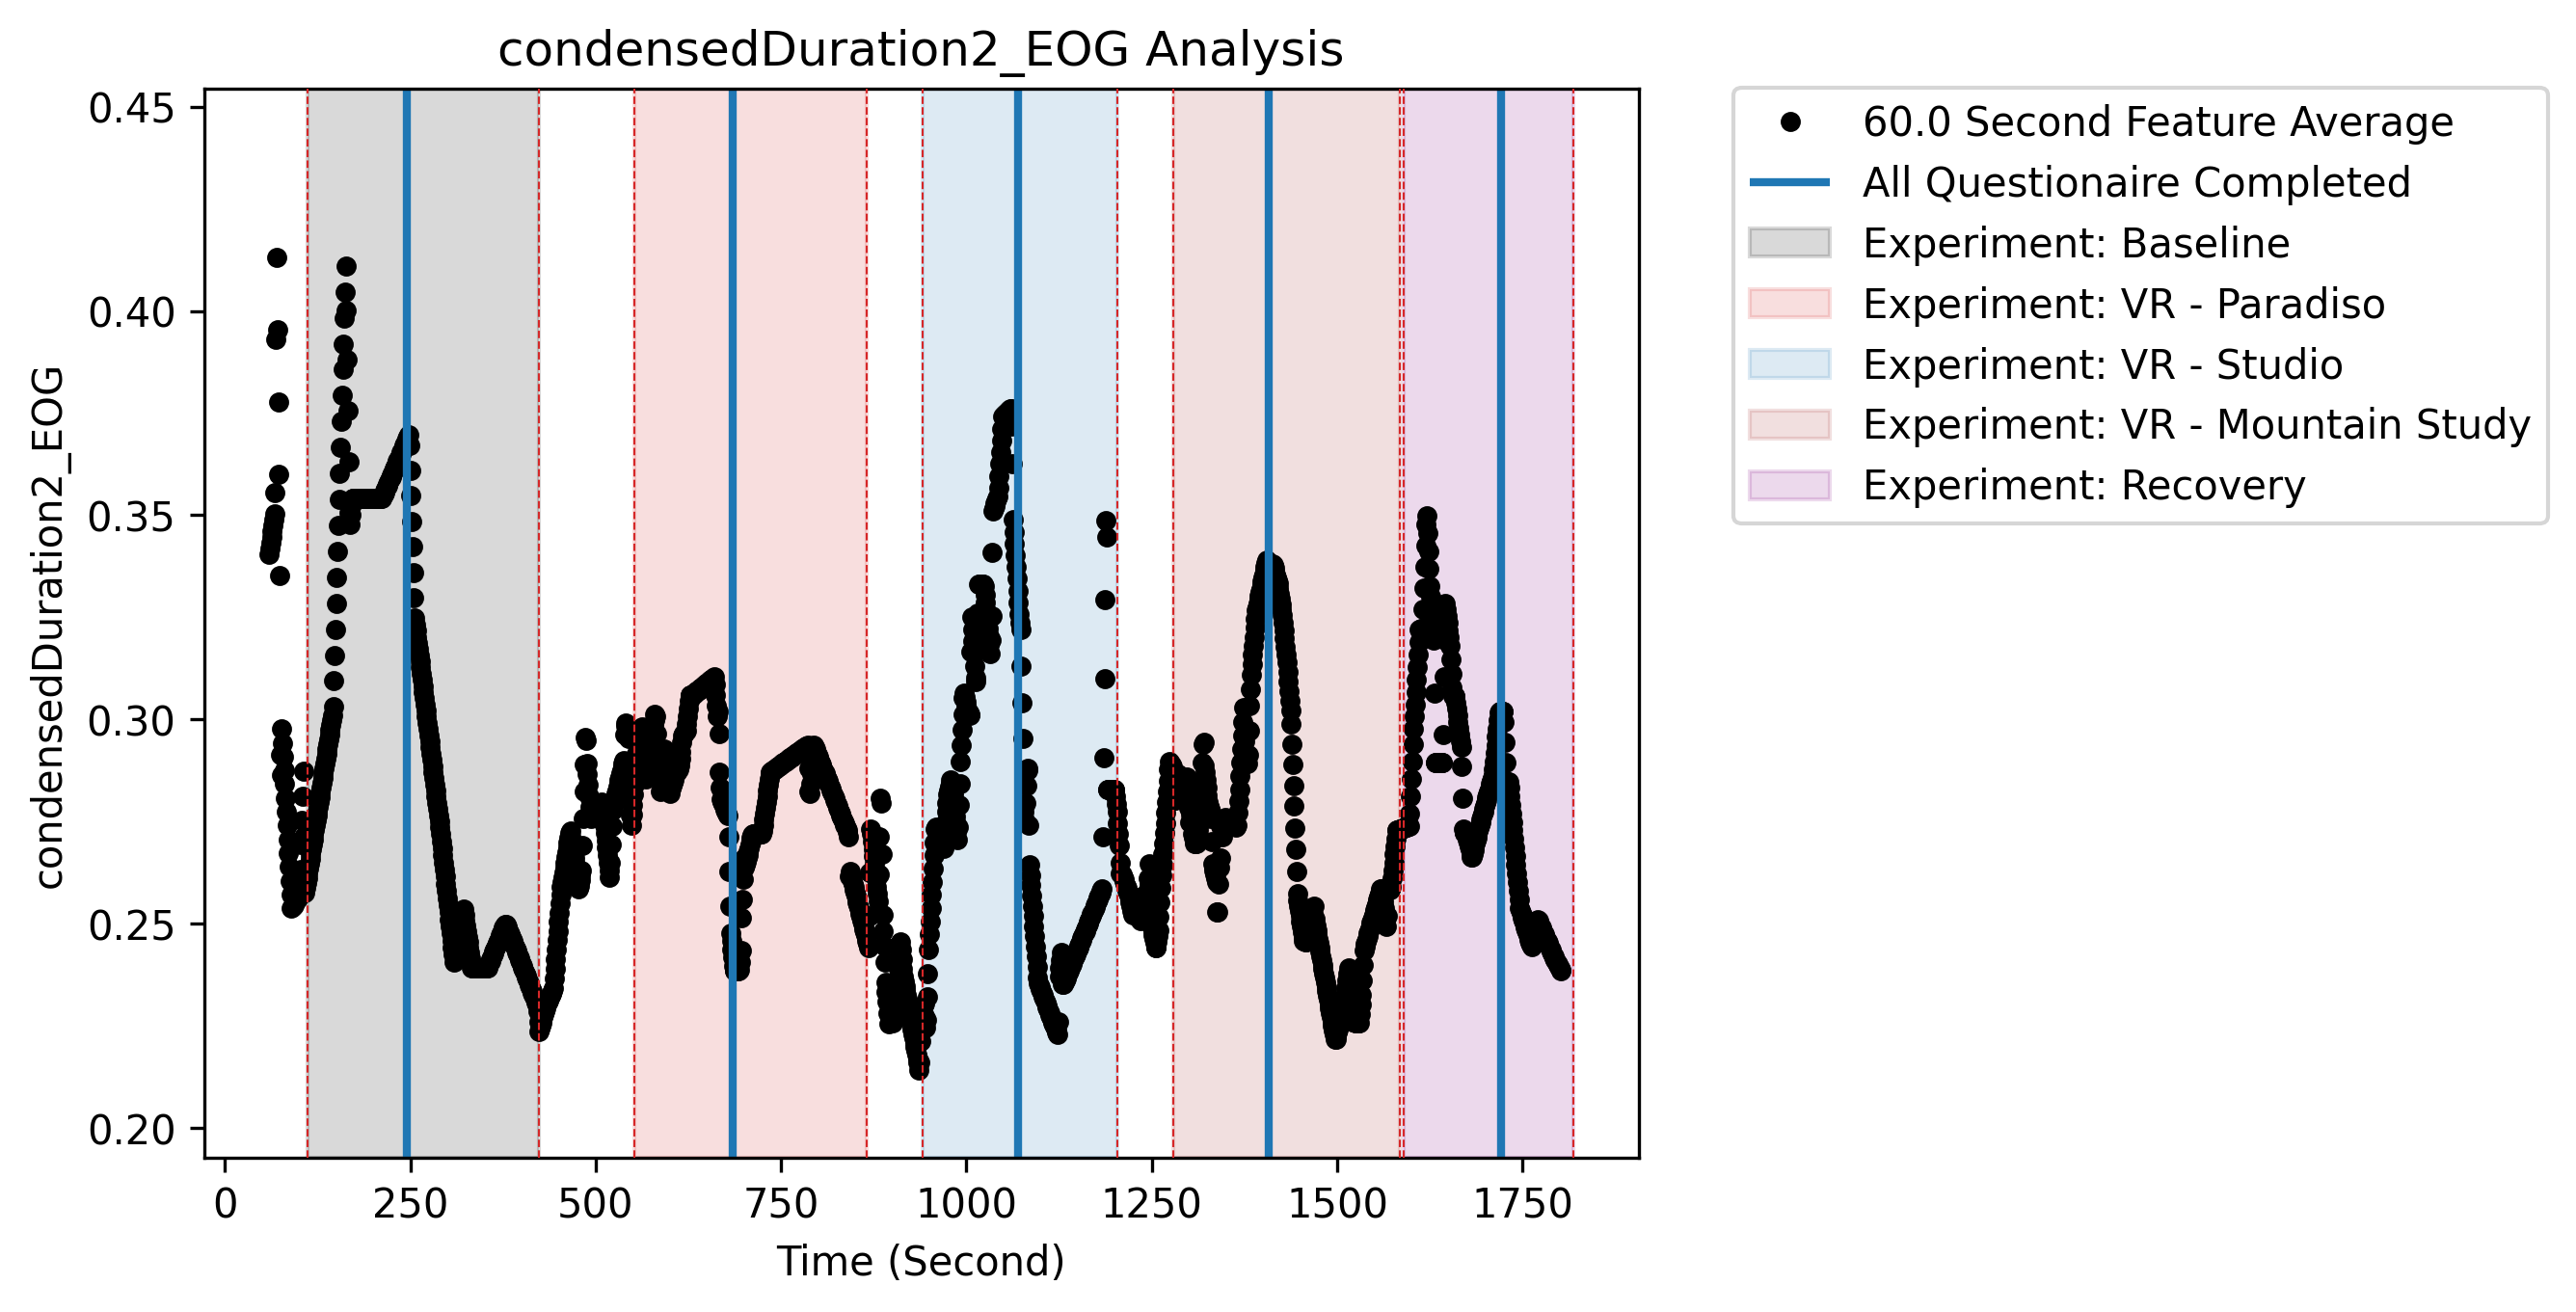 condensedDuration2_EOG Analysis
0.45
0.40
0.35
0.30
0.25
0.20
condensedDuration2_EOG
0
250
500
750
1000
1250
1500
1750
Time (Second)
60.0 Second Feature Average
All Questionaire Completed
Experiment: Baseline
Experiment: VR - Paradiso
Experiment: VR - Studio
Experiment: VR - Mountain Study
Experiment: Recovery